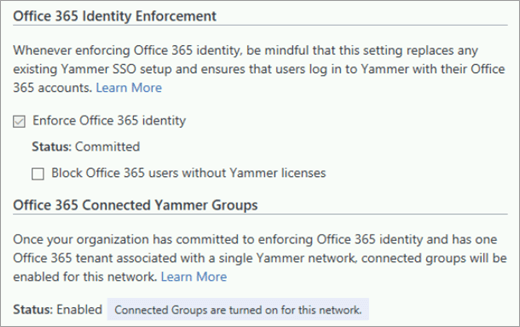 Office 365 Identity Enforcement
Whenever enforcing Office 365 identity, be mindful that this setting replaces any
existing Yammer SSO setup and ensures that users log in to Yammer with their Office
365 accounts. Learn More
Enforce Office 365 identity
Status: Committed
Block Office 365 users without Yammer licenses
Office 365 Connected Yammer Groups
Once your organization has committed to enforcing Office 365 identity and has one
Office 365 tenant associated with a single Yammer network, connected groups will be
enabled for this network. Learn More
Status: Enabled Connected Groups are turned on for this network.